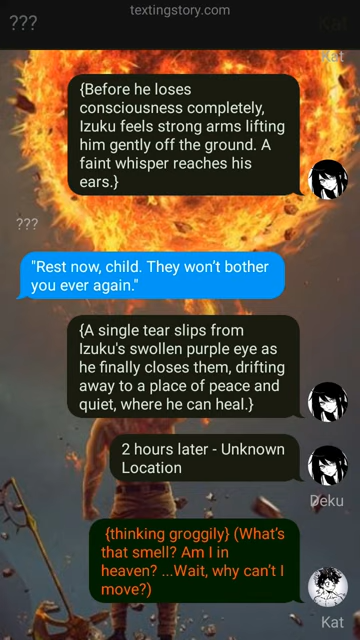 textingstory.com
???
Kat
Kat
{Before he loses
consciousness completely,
Izuku feels strong arms lifting
him gently off the ground. A
faint whisper reaches his
ears.}
???
"Rest now, child. They won't bother
you ever again."
{A single tear slips from
Izuku's swollen purple eye as
he finally closes them, drifting
away to a place of peace and
quiet, where he can heal.}
2 hours later - Unknown
Location
Deku
{thinking groggily} (What's
that smell? Am I in
heaven? ...Wait, why can't I
move?)
Kat